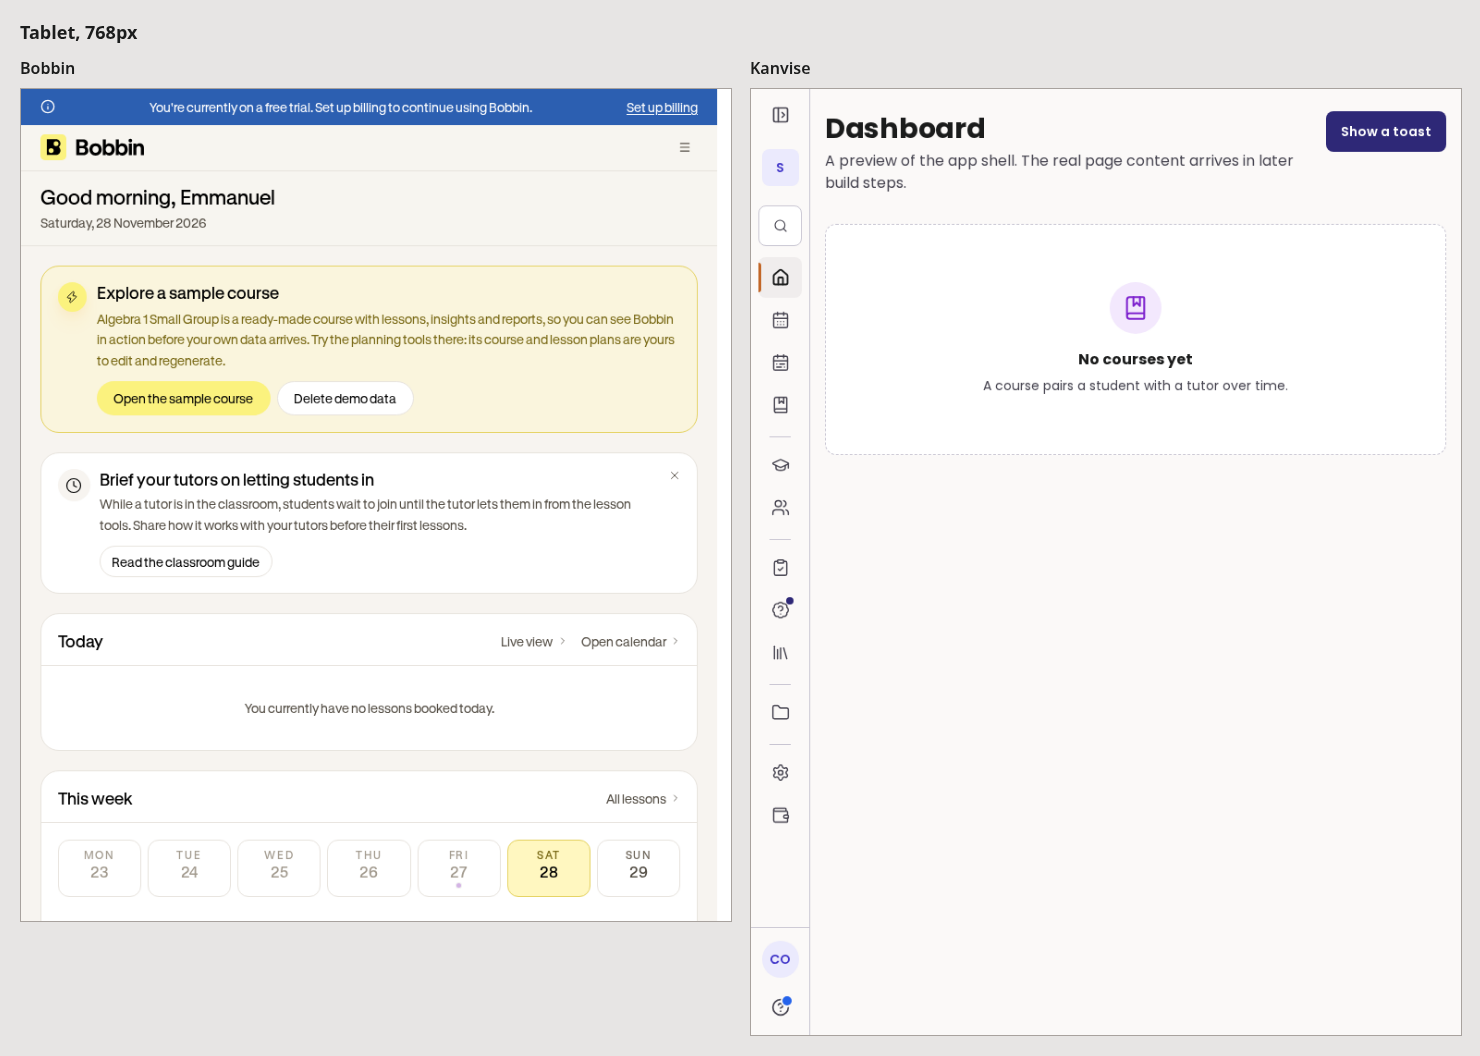 Tablet, 768px
Bobbin
You're currently on a free trial. Set up billing to continue using Bobbin.
Set up billing
Bobbin
Good morning, Emmanuel
Saturday, 28 November 2026
Explore a sample course
Algebra 1 Small Group is a ready-made course with lessons, insights and reports, so you can see Bobbin
in action before your own data arrives. Try the planning tools there: its course and lesson plans are yours
to edit and regenerate.
Open the sample course
Delete demo data
Brief your tutors on letting students in
While a tutor is in the classroom, students wait to join until the tutor lets them in from the lesson
tools. Share how it works with your tutors before their first lessons.
Read the classroom guide
Today
Live view
Open calendar
You currently have no lessons booked today.
This week
All lessons
MON
23
TUE
24
WED
25
THU
26
FRI
27
SAT
28
SUN
29
Kanvise
S
CO
Dashboard
A preview of the app shell. The real page content arrives in later
build steps.
Show a toast
No courses yet
A course pairs a student with a tutor over time.